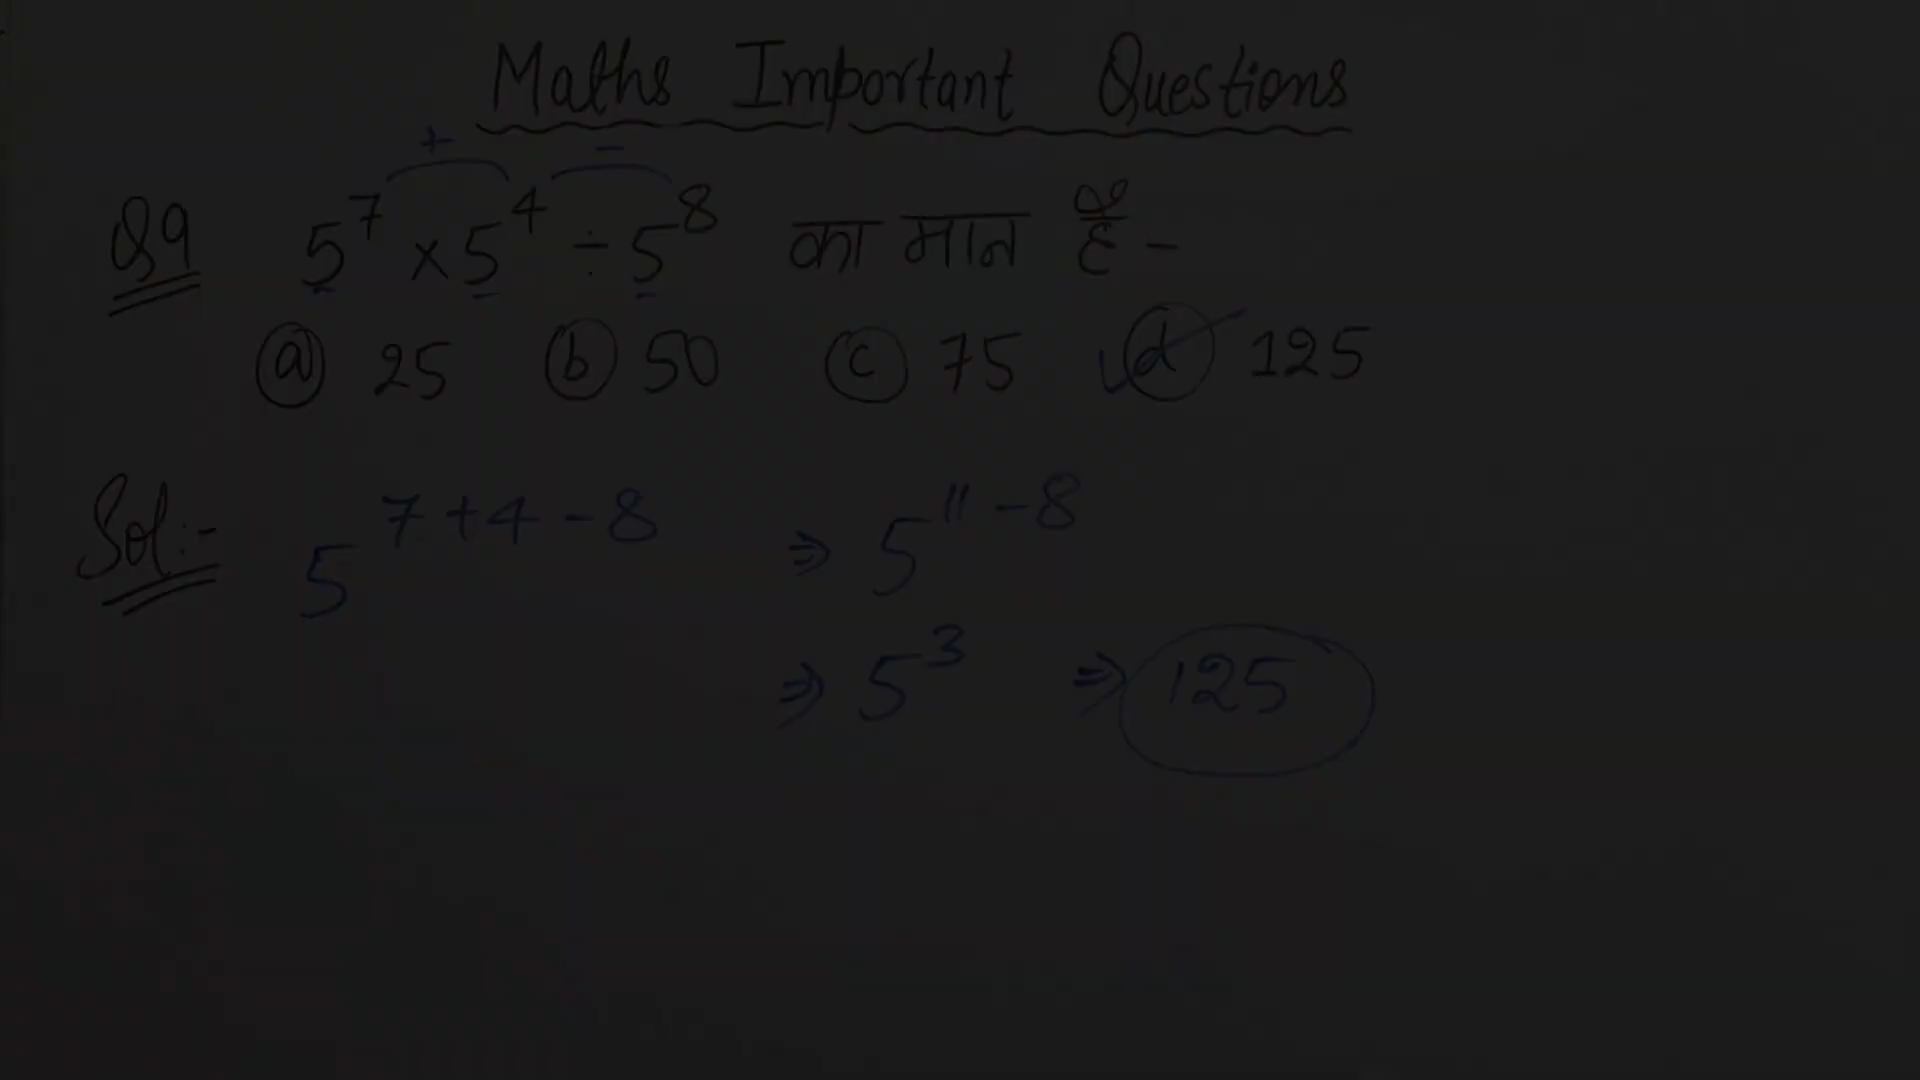 Maths Important Questions
+ −
Q9 5⁷ × 5⁴ ÷ 5⁸ का मान है -
ⓐ 25 ⓑ 50 ⓒ 75 ⓓ 125
Sol:- 5⁷⁺⁴⁻⁸ ⇒ 5¹¹⁻⁸
⇒ 5³ ⇒ 125